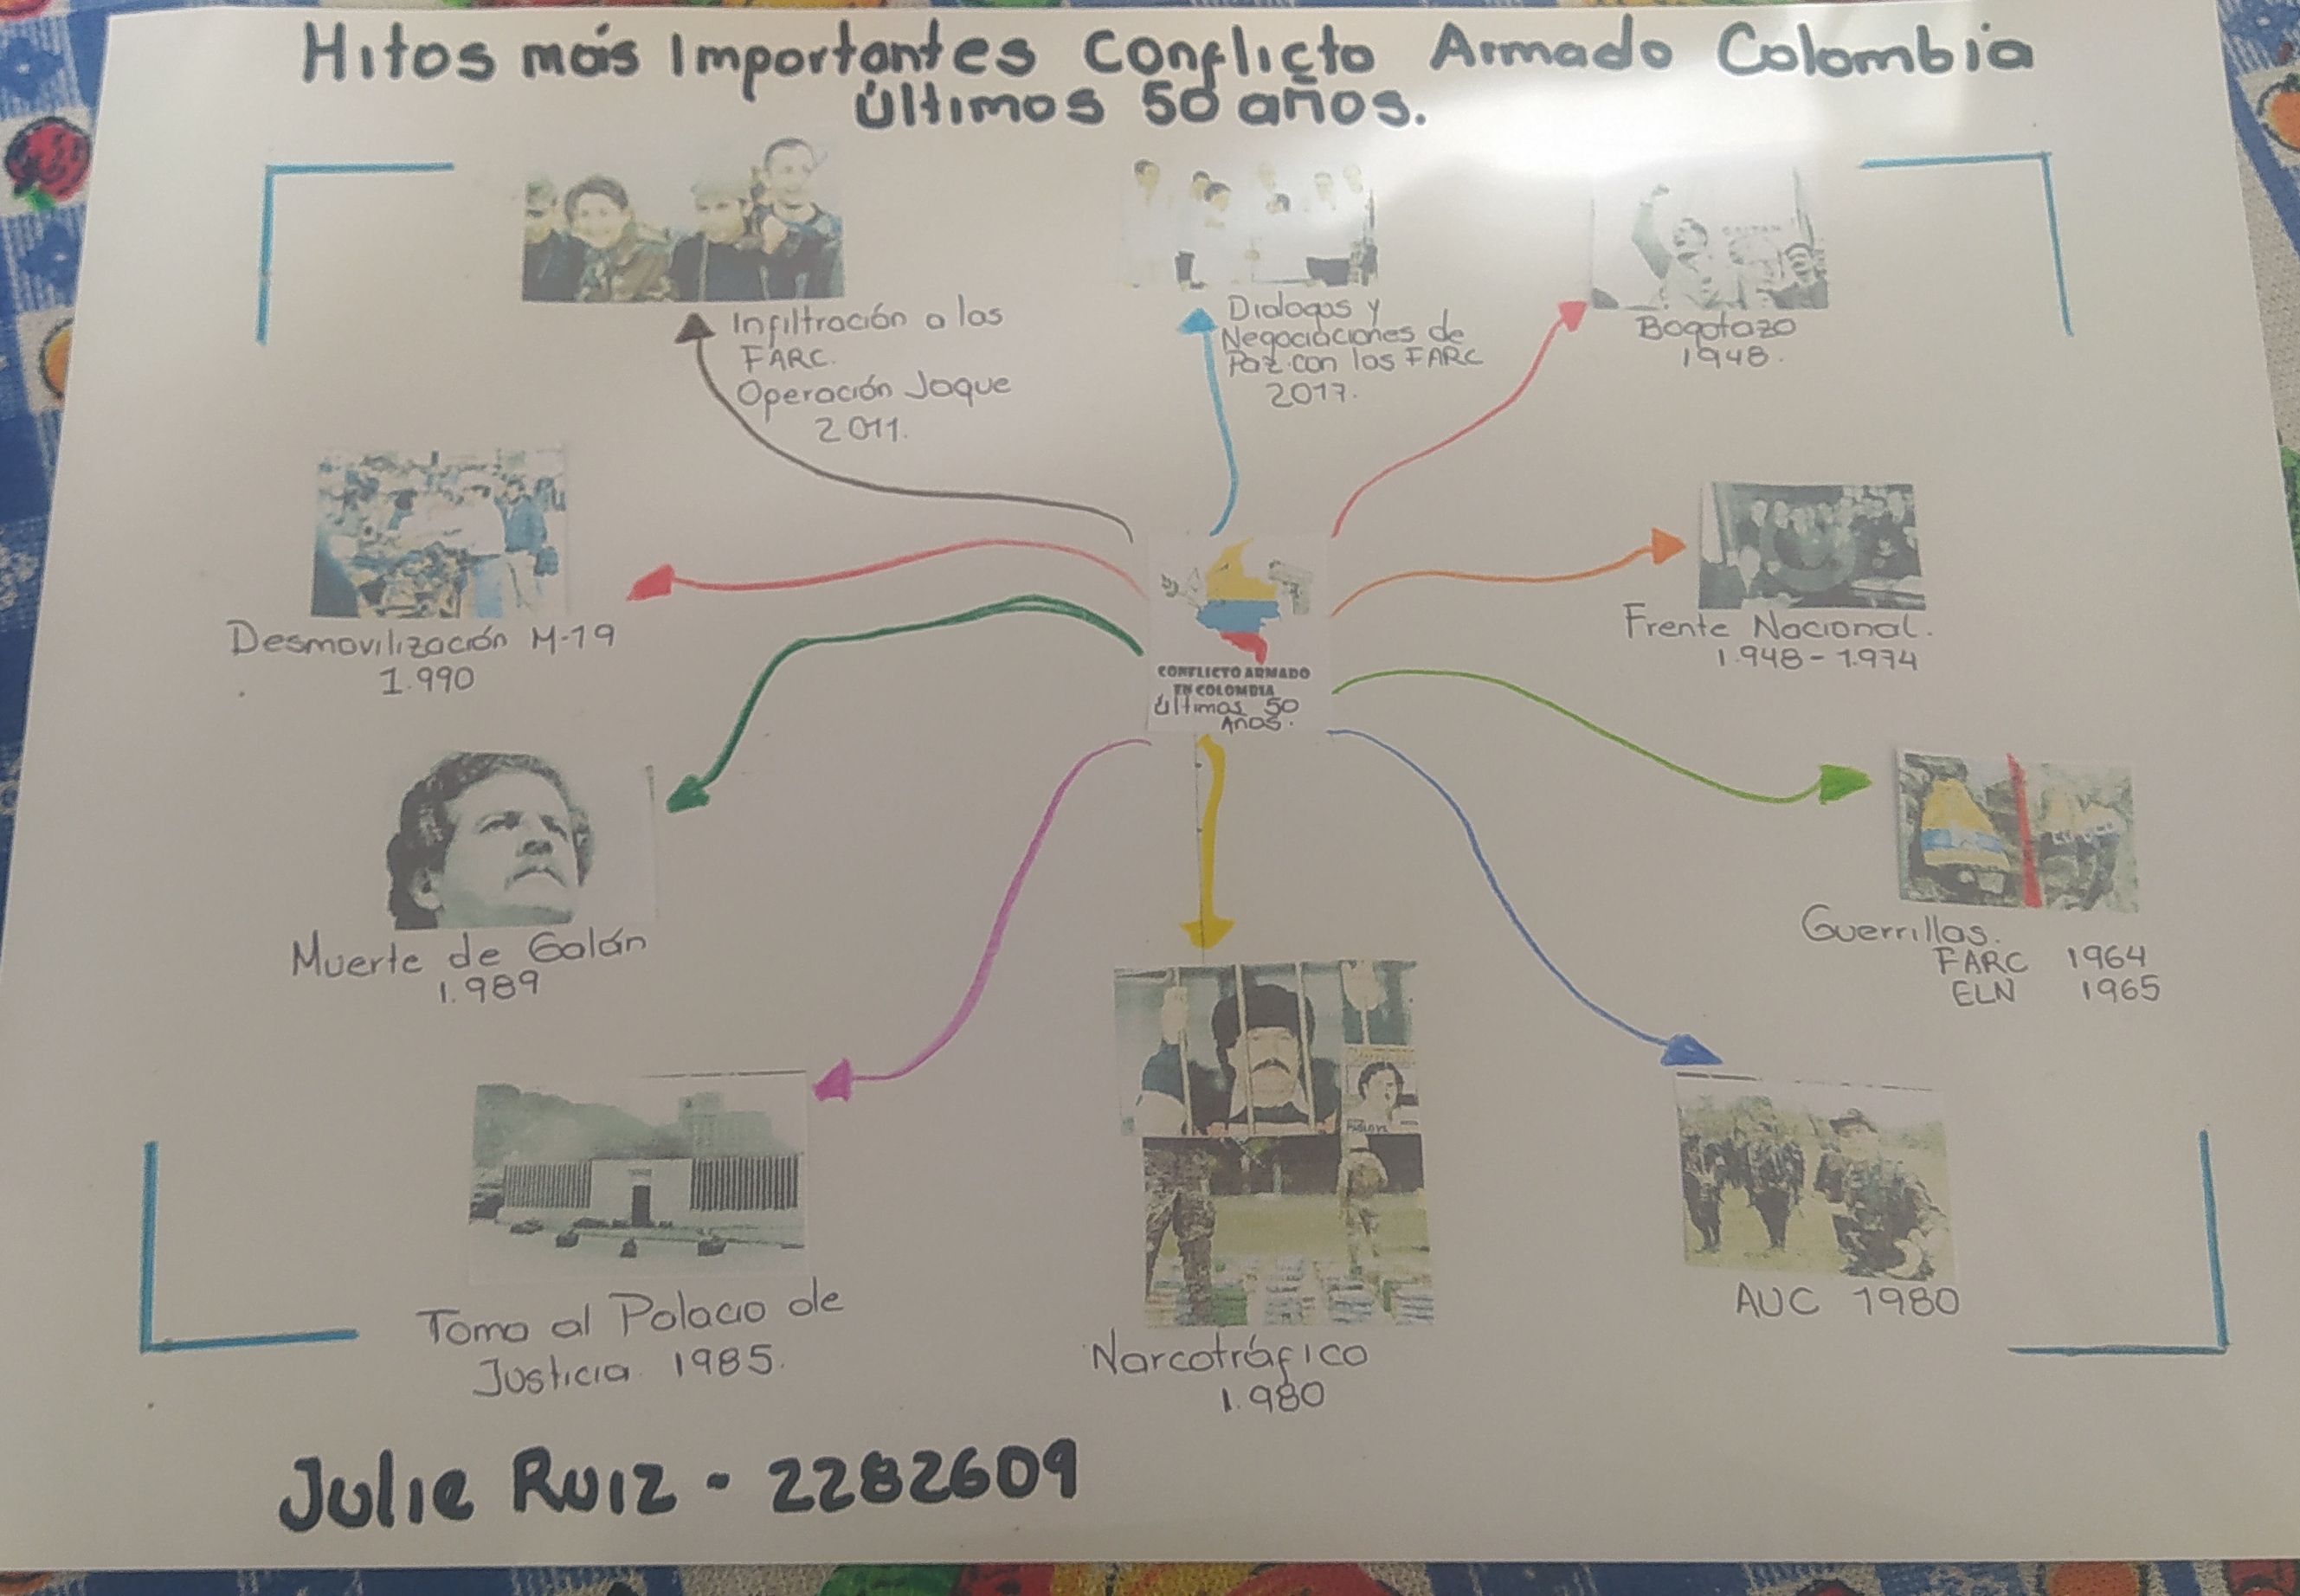 Hitos más Importantes Conflicto Armado Colombia
Últimos 50 años.
Infiltración a las
FARC.
Operación Jaque
2011.
Dialogos y
Negociaciones de
Paz con las FARC
2017.
GAITAN
Bogotazo
1948.
Desmovilización M-19
1.990
Frente Nacional.
1.948-1.974
CONFLICTO ARMADO
EN COLOMBIA
Últimos 50
Años.
Muerte de Galán
1.989
Guerrillas.
FARC 1964
ELN 1965
Toma al Palacio de
Justicia 1985.
Narcotráfico
1.980
AUC 1980
Julie Ruiz - 2282609